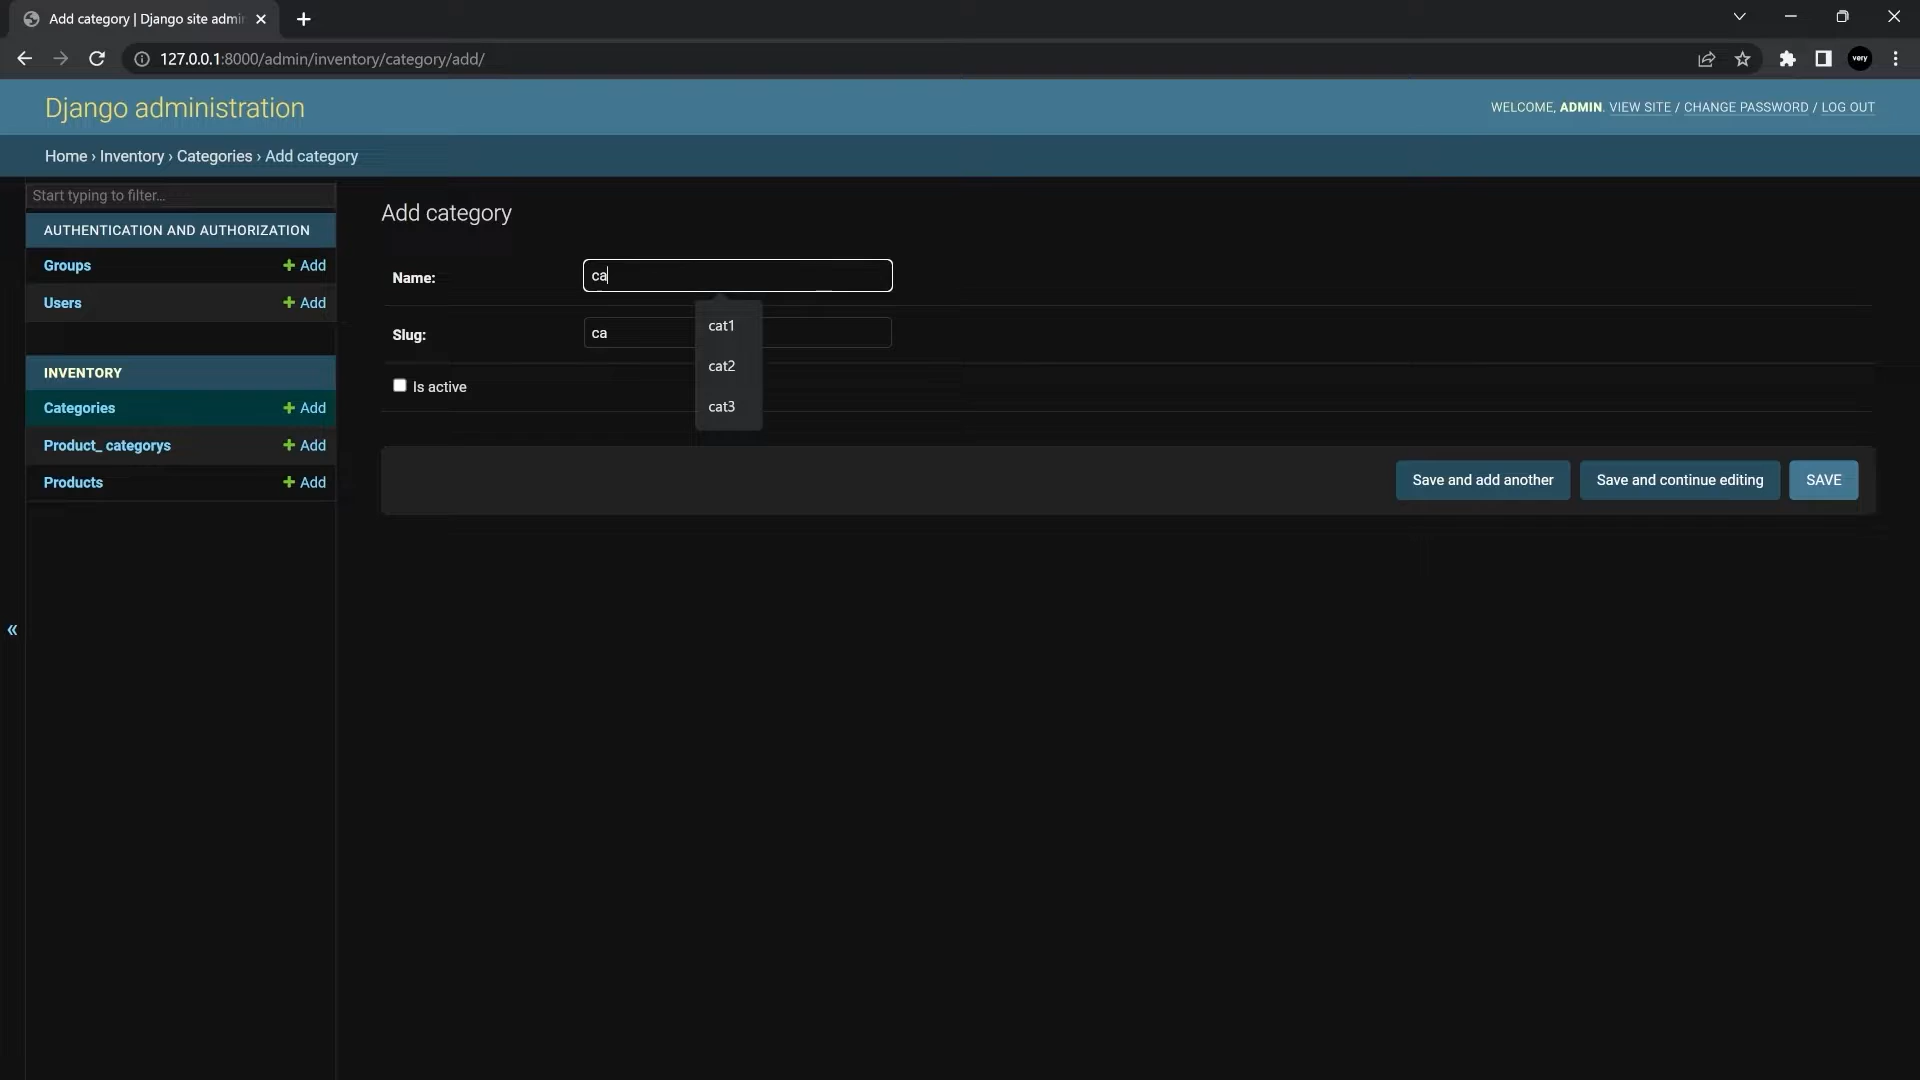 Add category | Django site admi
127.0.0.1:8000/admin/inventory/category/add/
very
Django administration
WELCOME, ADMIN. VIEW SITE / CHANGE PASSWORD / LOG OUT
Home › Inventory › Categories › Add category
Start typing to filter...
AUTHENTICATION AND AUTHORIZATION
Groups + Add
Users + Add
INVENTORY
Categories + Add
Product_ categorys + Add
Products + Add
«
Add category
Name: ca
cat1
cat2
cat3
Slug: ca
Is active
Save and add another
Save and continue editing
SAVE